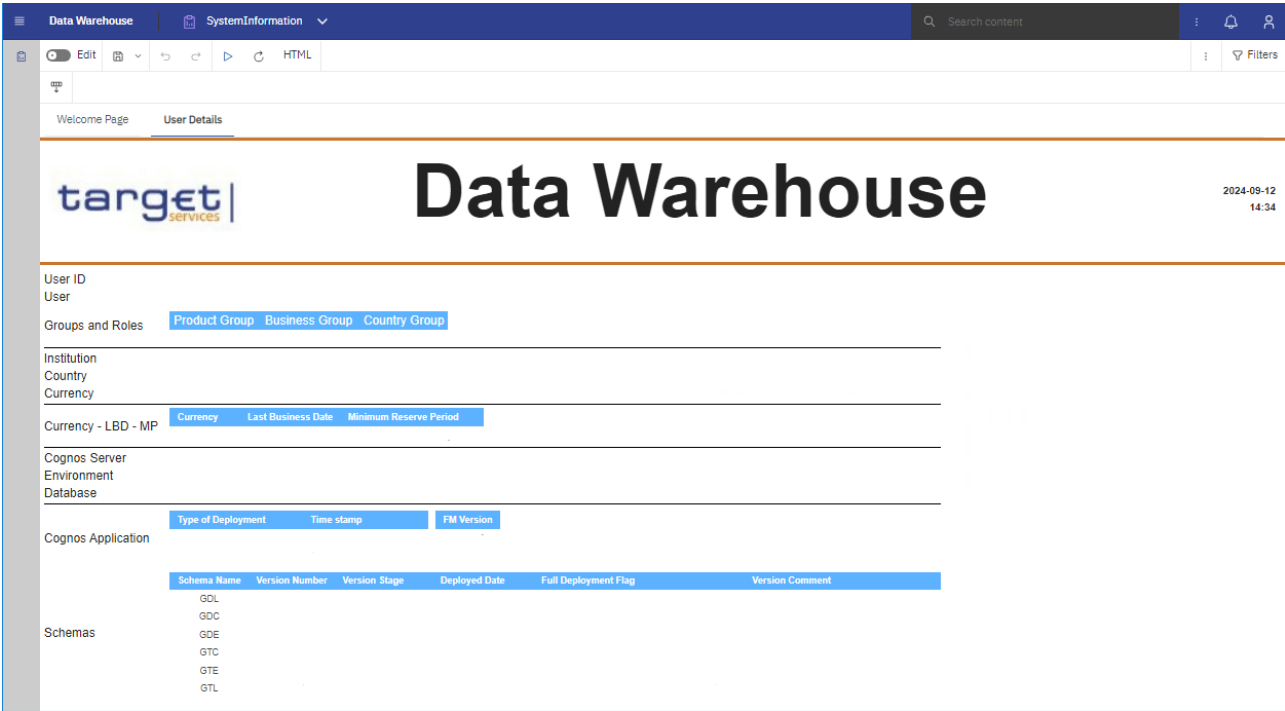 Data Warehouse SystemInformation Search content
Edit HTML Filters
Welcome Page User Details
target services Data Warehouse 2024-09-12
14:34
User ID
User
Groups and Roles Product Group Business Group Country Group
Institution
Country
Currency
Currency - LBD - MP Currency Last Business Date Minimum Reserve Period
Cognos Server
Environment
Database
Type of Deployment Time stamp FM Version
Cognos Application
Schema Name Version Number Version Stage Deployed Date Full Deployment Flag Version Comment
GDL
GDC
Schemas GDE
GTC
GTE
GTL